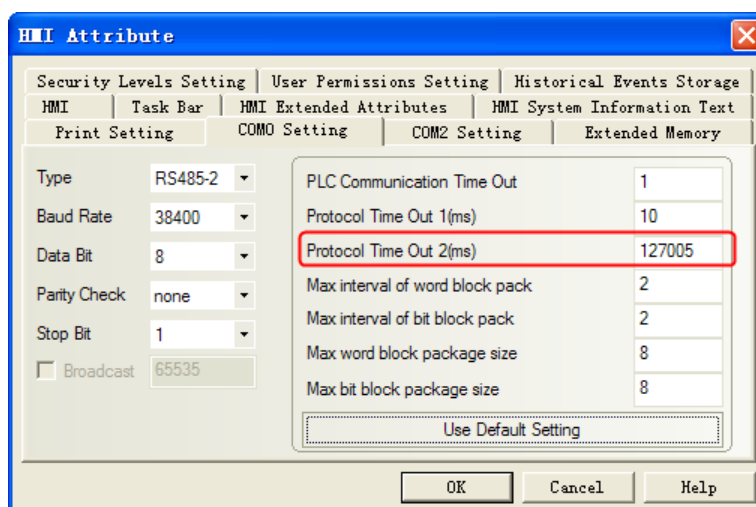 HMI Attribute
Security Levels Setting User Permissions Setting Historical Events Storage
HMI Task Bar HMI Extended Attributes HMI System Information Text
Print Setting COM0 Setting COM2 Setting Extended Memory
Type RS485-2
Baud Rate 38400
Data Bit 8
Parity Check none
Stop Bit 1
Broadcast 65535
PLC Communication Time Out 1
Protocol Time Out 1(ms) 10
Protocol Time Out 2(ms) 127005
Max interval of word block pack 2
Max interval of bit block pack 2
Max word block package size 8
Max bit block package size 8
Use Default Setting
OK Cancel Help